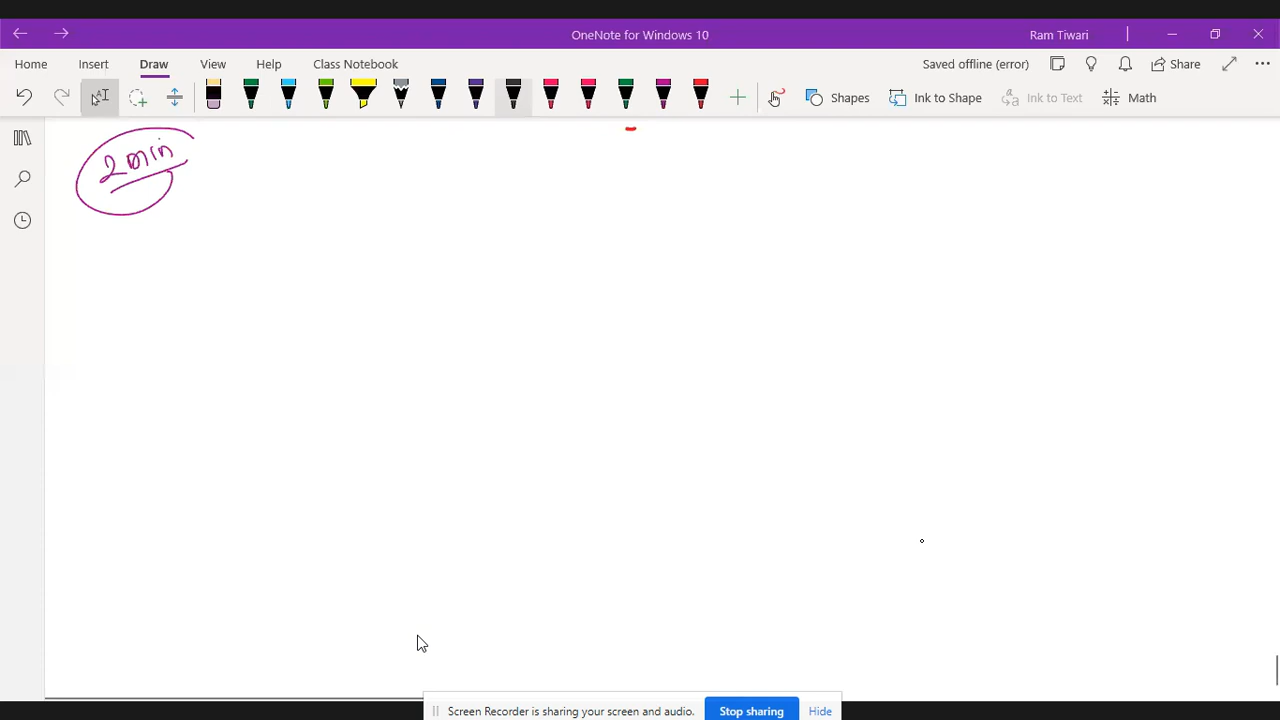 OneNote for Windows 10
Ram Tiwari
Home Insert Draw View Help Class Notebook
Saved offline (error)
Share
Shapes
Ink to Shape
Ink to Text
Math
2 min
Screen Recorder is sharing your screen and audio.
Stop sharing
Hide